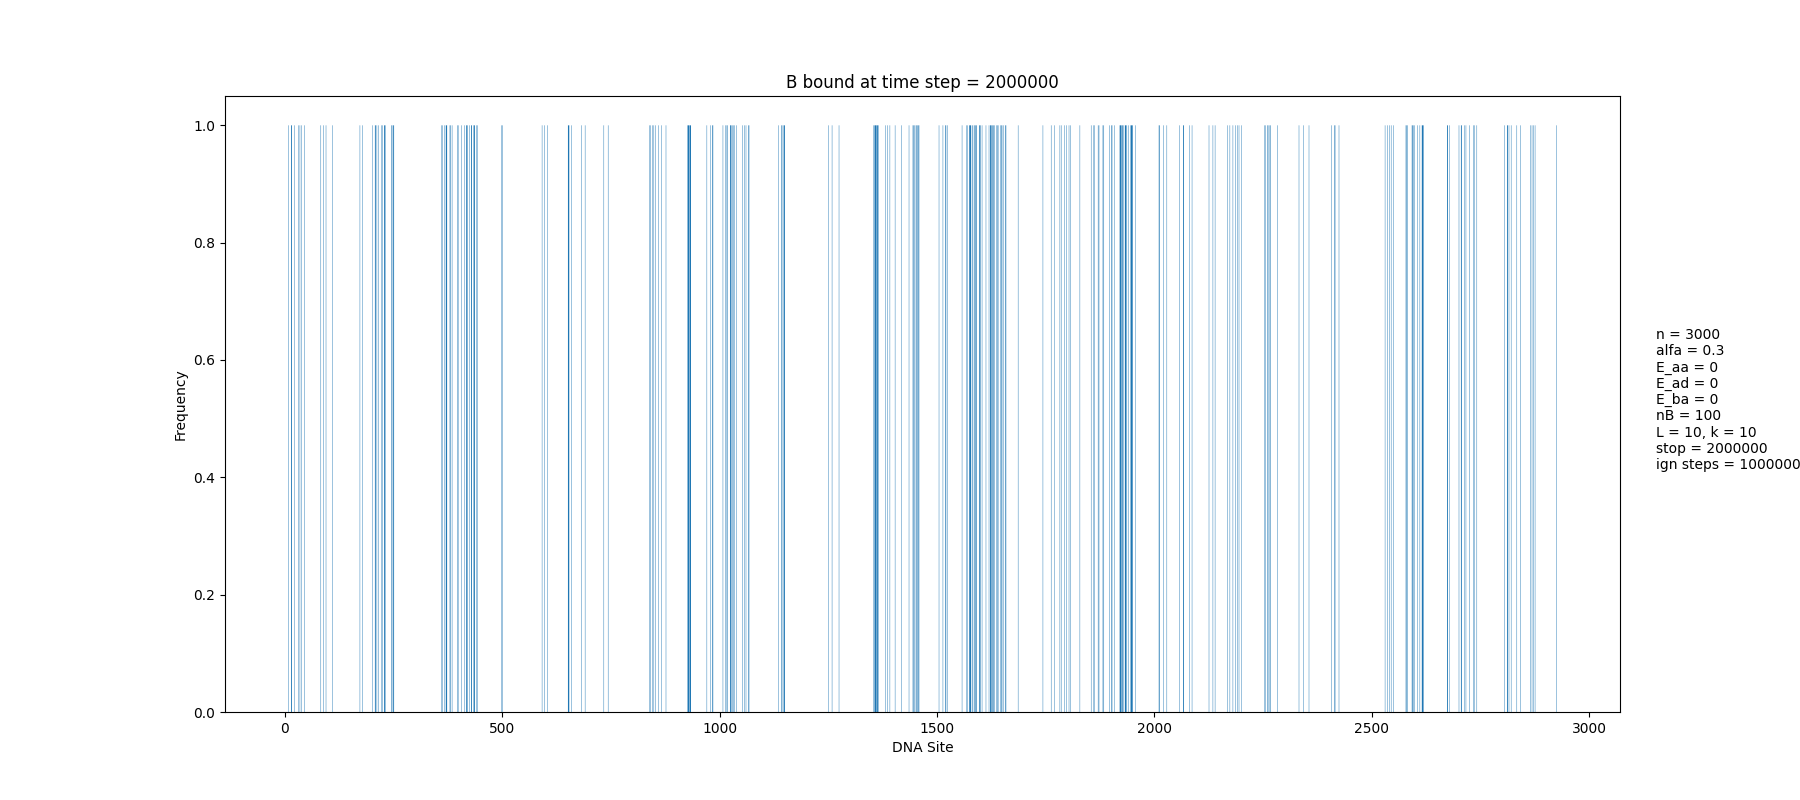 B bound at time step = 2000000
1.0
0.8
0.6
0.4
0.2
0.0
Frequency
0 500 1000 1500 2000 2500 3000
DNA Site
n = 3000
alfa = 0.3
E_aa = 0
E_ad = 0
E_ba = 0
nB = 100
L = 10, k = 10
stop = 2000000
ign steps = 1000000